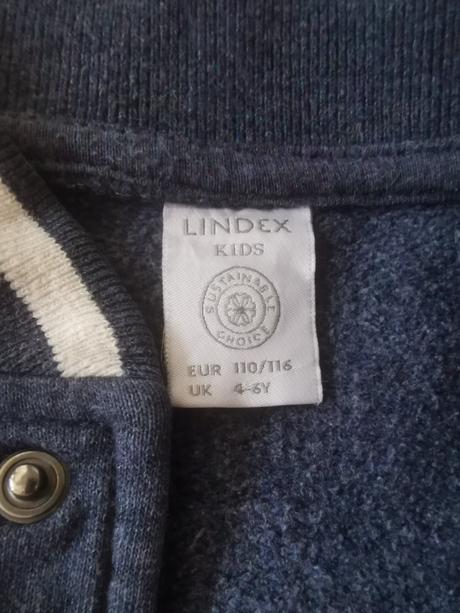 LINDEX
KIDS
SUSTAINABLE
CHOICE
EUR 110/116
UK 4-6Y